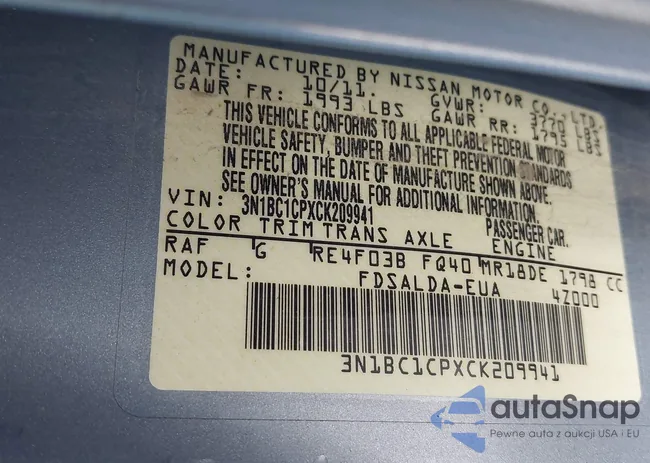 MANUFACTURED BY NISSAN MOTOR CO., LTD.
DATE: 10/11. GVWR: 3770 LBS
GAWR FR: 1993 LBS GAWR RR: 1795 LBS
THIS VEHICLE CONFORMS TO ALL APPLICABLE FEDERAL MOTOR
VEHICLE SAFETY, BUMPER AND THEFT PREVENTION STANDARDS
IN EFFECT ON THE DATE OF MANUFACTURE SHOWN ABOVE.
SEE OWNER'S MANUAL FOR ADDITIONAL INFORMATION.
VIN: 3N1BC1CPXCK209941 PASSENGER CAR.
COLOR TRIM TRANS AXLE ENGINE
RAF G RE4F03B FQ40 MR18DE 1798 CC
MODEL: FDSALDA-EUA 4Z000
3N1BC1CPXCK209941
autaSnap
Pewne auta z aukcji USA i EU